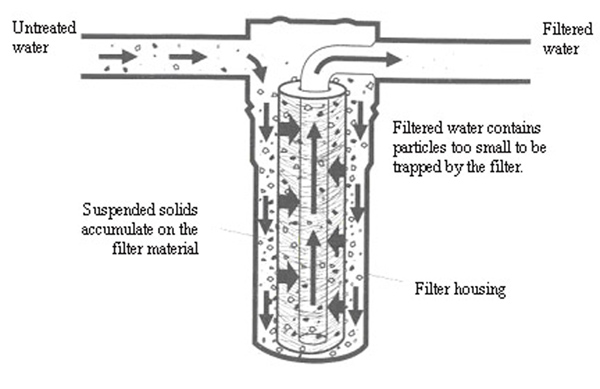 Untreated
water
Filtered
water
Filtered water contains
particles too small to be
trapped by the filter.
Suspended solids
accumulate on the
filter material
Filter housing